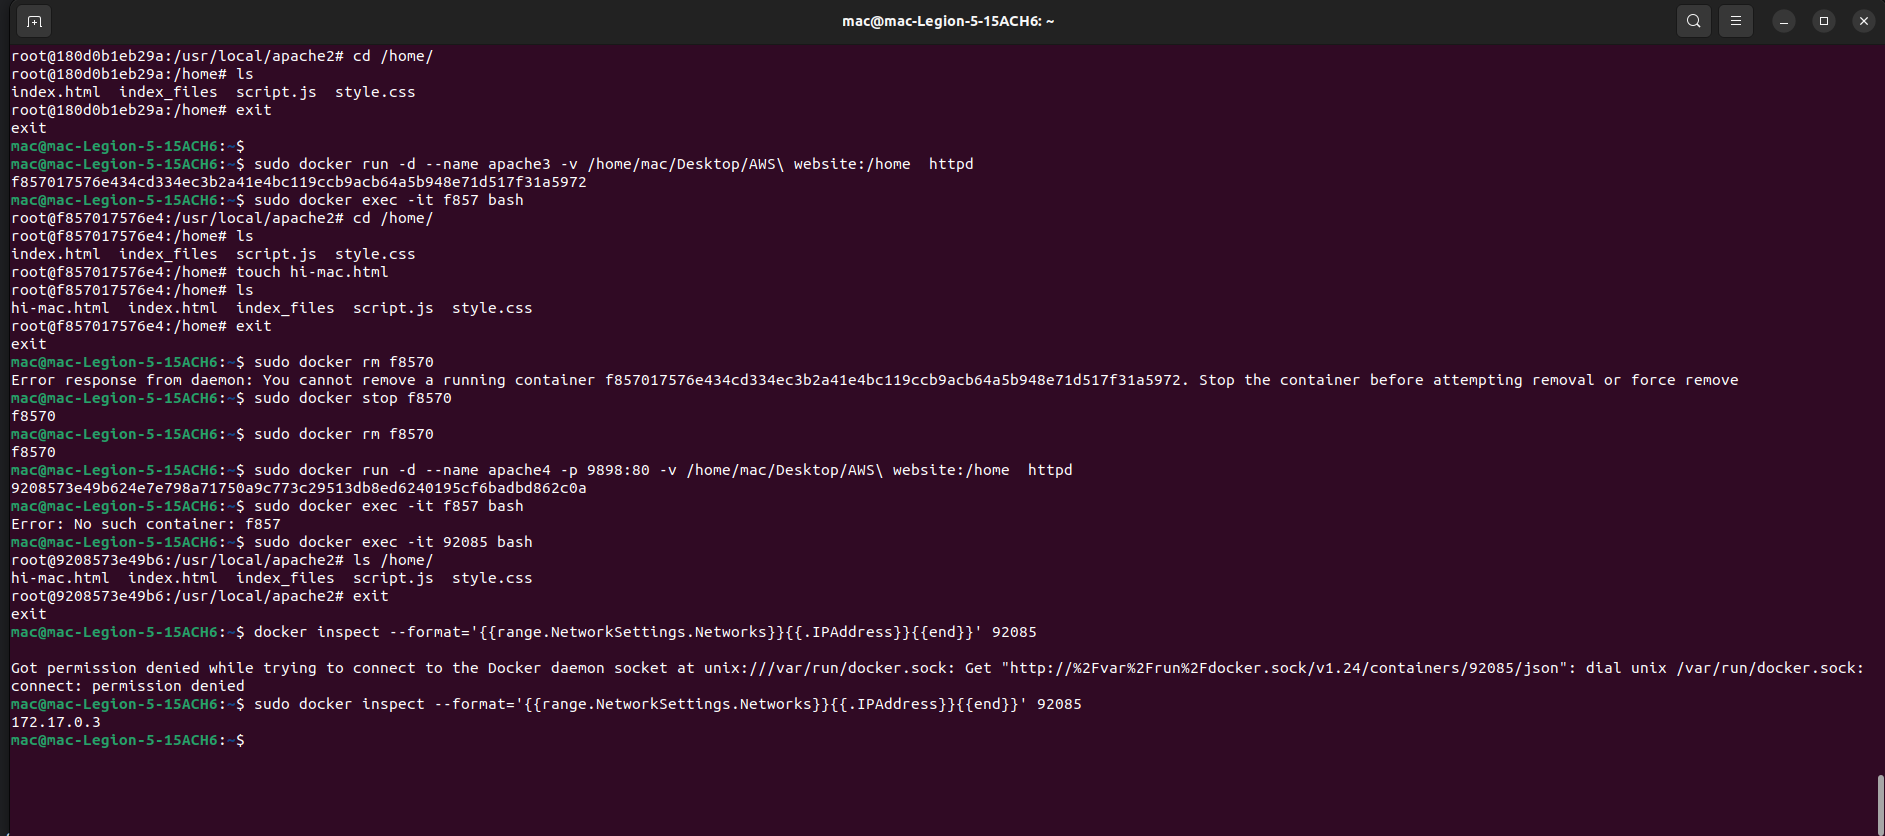 mac@mac-Legion-5-15ACH6: ~
root@180d0b1eb29a:/usr/local/apache2# cd /home/
root@180d0b1eb29a:/home# ls
index.html  index_files  script.js  style.css
root@180d0b1eb29a:/home# exit
exit
mac@mac-Legion-5-15ACH6:~$
mac@mac-Legion-5-15ACH6:~$ sudo docker run -d --name apache3 -v /home/mac/Desktop/AWS\ website:/home  httpd
f857017576e434cd334ec3b2a41e4bc119ccb9acb64a5b948e71d517f31a5972
mac@mac-Legion-5-15ACH6:~$ sudo docker exec -it f857 bash
root@f857017576e4:/usr/local/apache2# cd /home/
root@f857017576e4:/home# ls
index.html  index_files  script.js  style.css
root@f857017576e4:/home# touch hi-mac.html
root@f857017576e4:/home# ls
hi-mac.html  index.html  index_files  script.js  style.css
root@f857017576e4:/home# exit
exit
mac@mac-Legion-5-15ACH6:~$ sudo docker rm f8570
Error response from daemon: You cannot remove a running container f857017576e434cd334ec3b2a41e4bc119ccb9acb64a5b948e71d517f31a5972. Stop the container before attempting removal or force remove
mac@mac-Legion-5-15ACH6:~$ sudo docker stop f8570
f8570
mac@mac-Legion-5-15ACH6:~$ sudo docker rm f8570
f8570
mac@mac-Legion-5-15ACH6:~$ sudo docker run -d --name apache4 -p 9898:80 -v /home/mac/Desktop/AWS\ website:/home  httpd
9208573e49b624e7e798a71750a9c773c29513db8ed6240195cf6badbd862c0a
mac@mac-Legion-5-15ACH6:~$ sudo docker exec -it f857 bash
Error: No such container: f857
mac@mac-Legion-5-15ACH6:~$ sudo docker exec -it 92085 bash
root@9208573e49b6:/usr/local/apache2# ls /home/
hi-mac.html  index.html  index_files  script.js  style.css
root@9208573e49b6:/usr/local/apache2# exit
exit
mac@mac-Legion-5-15ACH6:~$ docker inspect --format='{{range.NetworkSettings.Networks}}{{.IPAddress}}{{end}}' 92085
Got permission denied while trying to connect to the Docker daemon socket at unix:///var/run/docker.sock: Get "http://%2Fvar%2Frun%2Fdocker.sock/v1.24/containers/92085/json": dial unix /var/run/docker.sock:
connect: permission denied
mac@mac-Legion-5-15ACH6:~$ sudo docker inspect --format='{{range.NetworkSettings.Networks}}{{.IPAddress}}{{end}}' 92085
172.17.0.3
mac@mac-Legion-5-15ACH6:~$